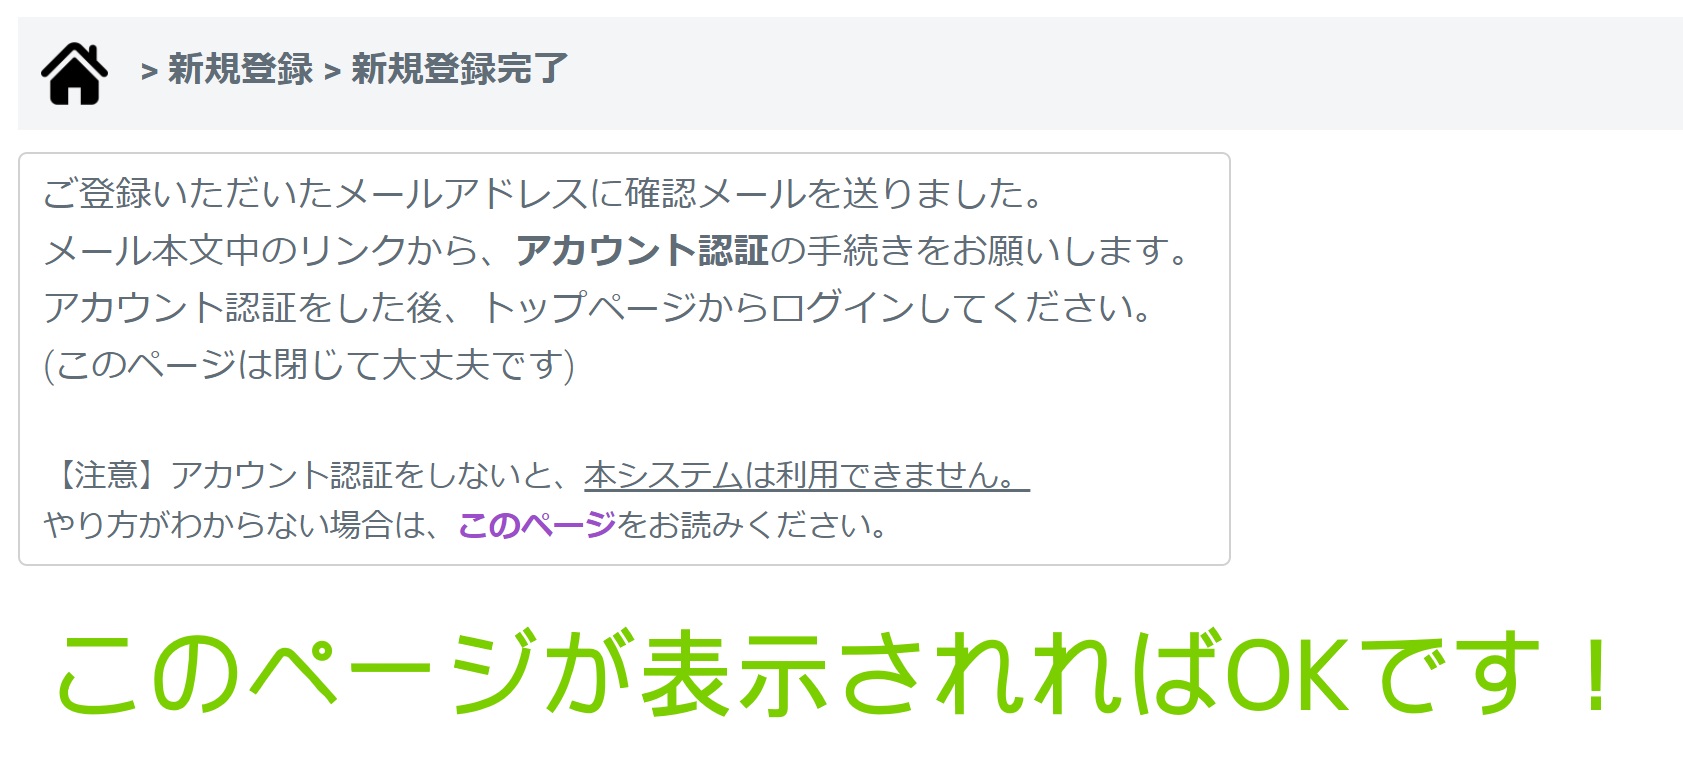 > 新規登録 > 新規登録完了
ご登録いただいたメールアドレスに確認メールを送りました。
メール本文中のリンクから、アカウント認証の手続きをお願いします。
アカウント認証をした後、トップページからログインしてください。
(このページは閉じて大丈夫です)
【注意】アカウント認証をしないと、本システムは利用できません。
やり方がわからない場合は、このページをお読みください。
このページが表示されればOKです！